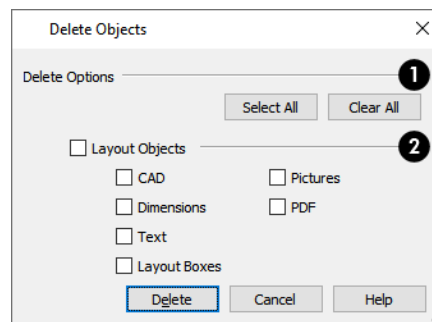 Delete Objects
Delete Options 1
Select All Clear All
Layout Objects 2
CAD Pictures
Dimensions PDF
Text
Layout Boxes
Delete Cancel Help